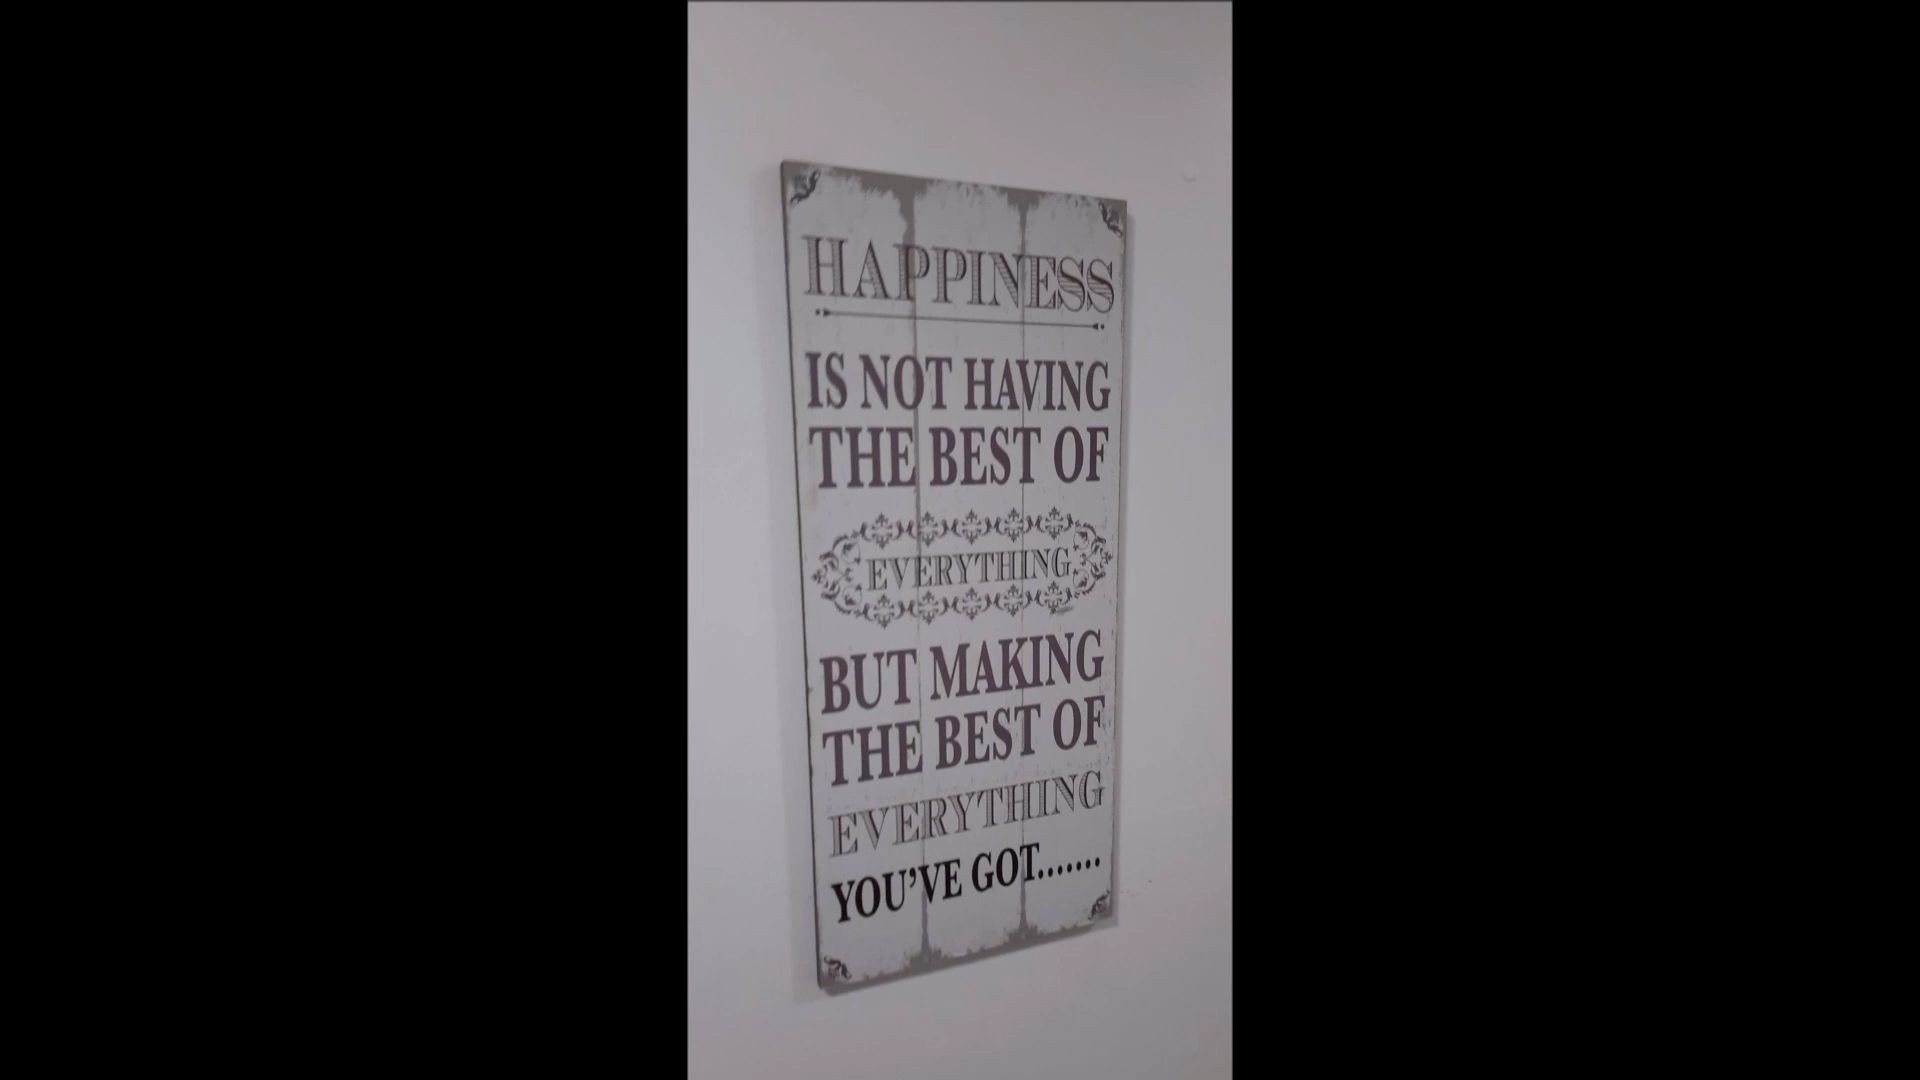 HAPPINESS
IS NOT HAVING
THE BEST OF
EVERYTHING
BUT MAKING
THE BEST OF
EVERYTHING
YOU'VE GOT.......